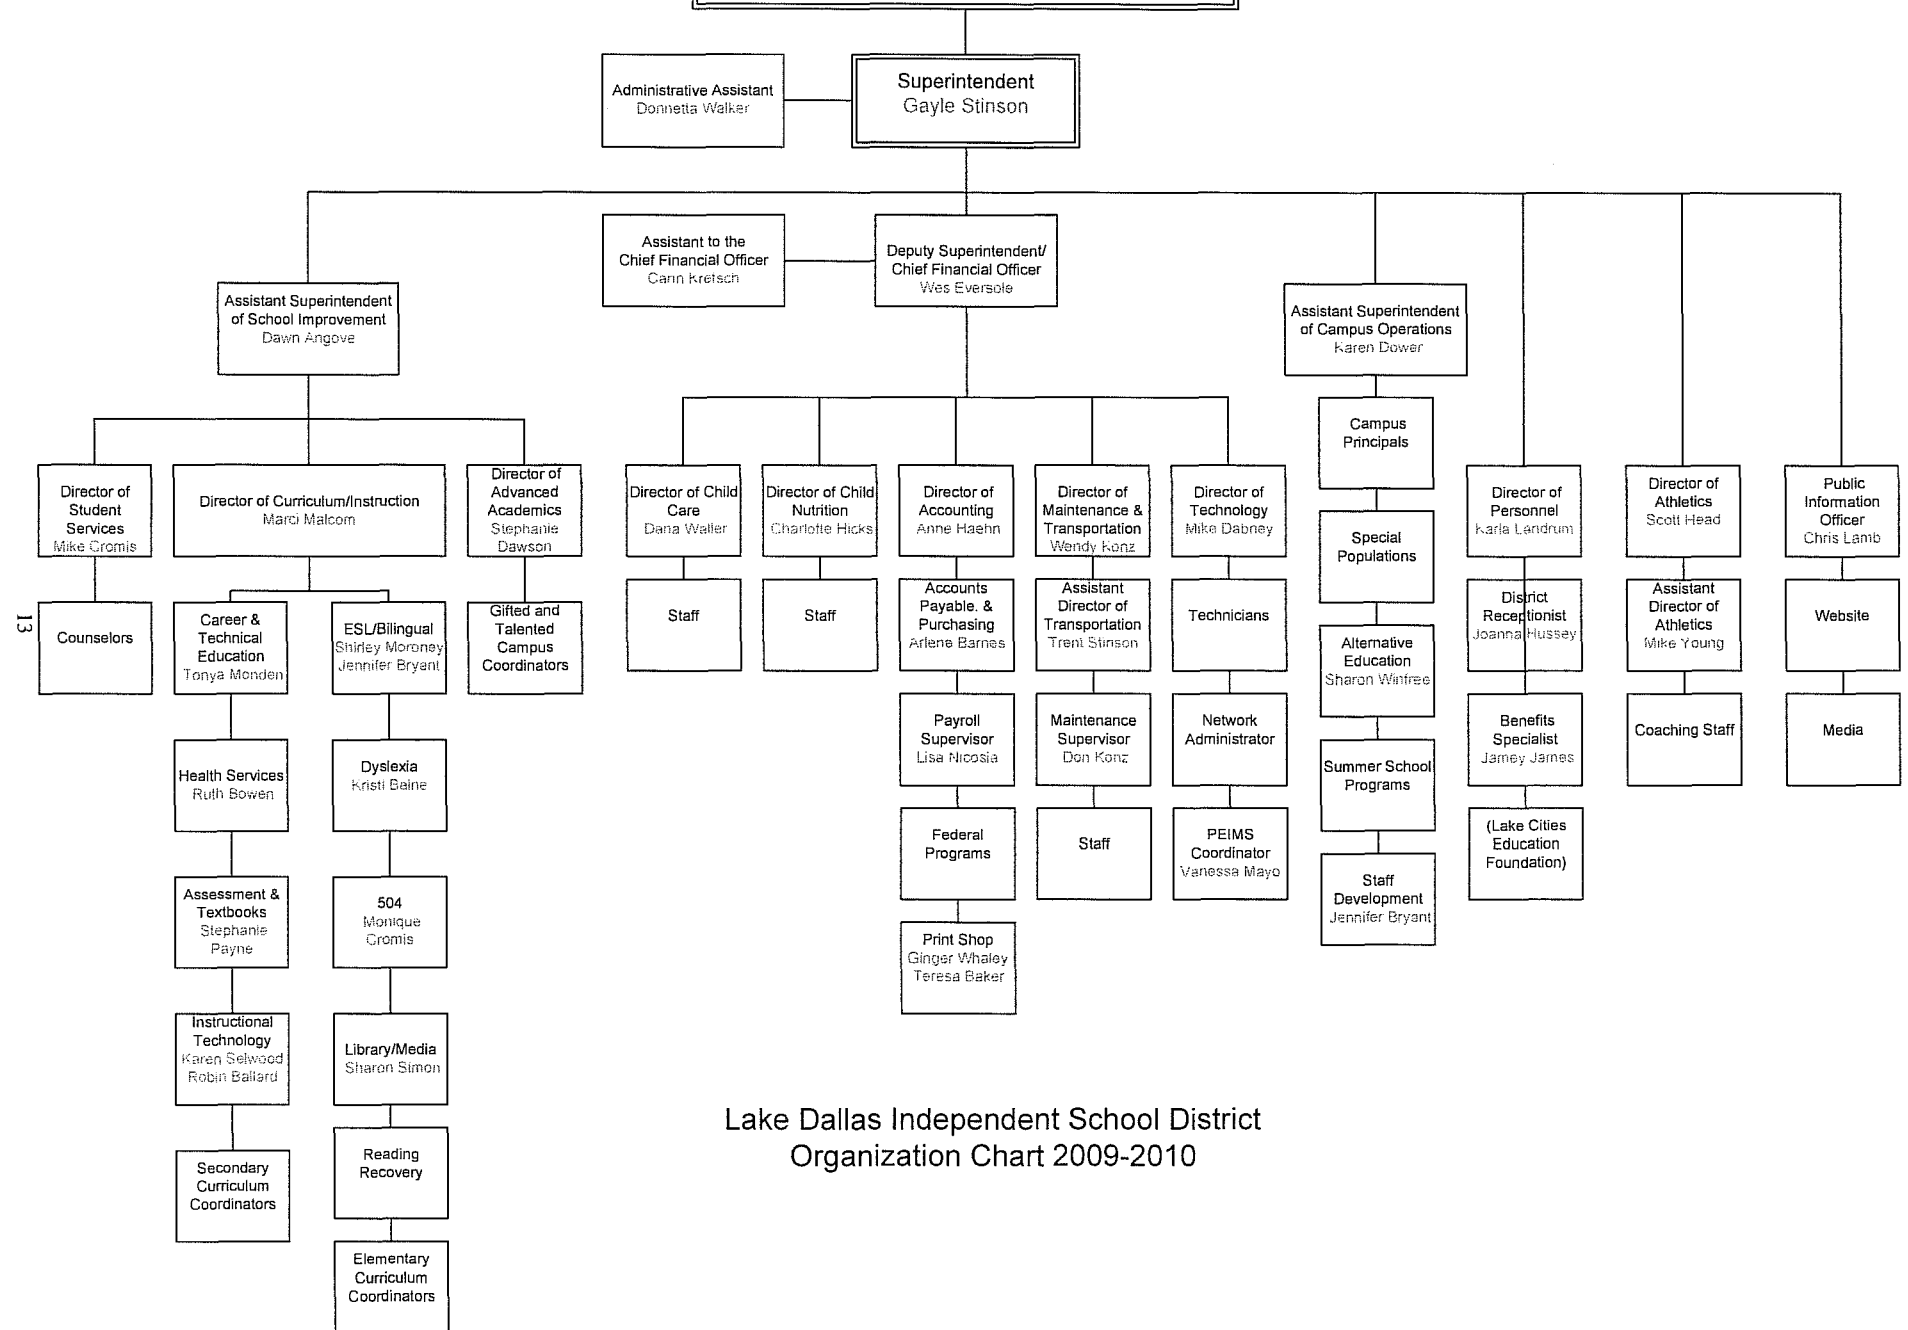 Administrative Assistant
Donnetta Walker
Superintendent
Gayle Stinson
Assistant to the
Chief Financial Officer
Cann Kretsch
Deputy Superintendent/
Chief Financial Officer
Wes Eversole
Assistant Superintendent
of School Improvement
Dawn Angove
Assistant Superintendent
of Campus Operations
Karen Dower
Director of
Student
Services
Mike Cromis
Counselors
Director of Curriculum/Instruction
Marci Malcom
Career &
Technical
Education
Tonya Monden
Health Services
Ruth Bowen
Assessment &
Textbooks
Stephanie
Payne
Instructional
Technology
Karen Selwood
Robin Ballard
Secondary
Curriculum
Coordinators
ESL/Bilingual
Shirley Moroney
Jennifer Bryant
Dyslexia
Kristi Baine
504
Monique
Cromis
Library/Media
Sharon Simon
Reading
Recovery
Elementary
Curriculum
Coordinators
Director of
Advanced
Academics
Stephanie
Dawson
Gifted and
Talented
Campus
Coordinators
Director of Child
Care
Dana Waller
Staff
Director of Child
Nutrition
Charlotte Hicks
Staff
Director of
Accounting
Anne Haehn
Accounts
Payable. &
Purchasing
Arlene Barnes
Payroll
Supervisor
Lisa Nicosia
Federal
Programs
Print Shop
Ginger Whaley
Teresa Baker
Director of
Maintenance &
Transportation
Wendy Konz
Assistant
Director of
Transportation
Trent Stinson
Maintenance
Supervisor
Don Konz
Staff
Director of
Technology
Mike Dabney
Technicians
Network
Administrator
PEIMS
Coordinator
Vanessa Mayo
Campus
Principals
Special
Populations
Alternative
Education
Sharon Winfree
Summer School
Programs
Staff
Development
Jennifer Bryant
Director of
Personnel
Karla Landrum
District
Receptionist
Joanna Hussey
Benefits
Specialist
Jamey James
(Lake Cities
Education
Foundation)
Director of
Athletics
Scott Head
Assistant
Director of
Athletics
Mike Young
Coaching Staff
Public
Information
Officer
Chris Lamb
Website
Media
13
Lake Dallas Independent School District
Organization Chart 2009-2010